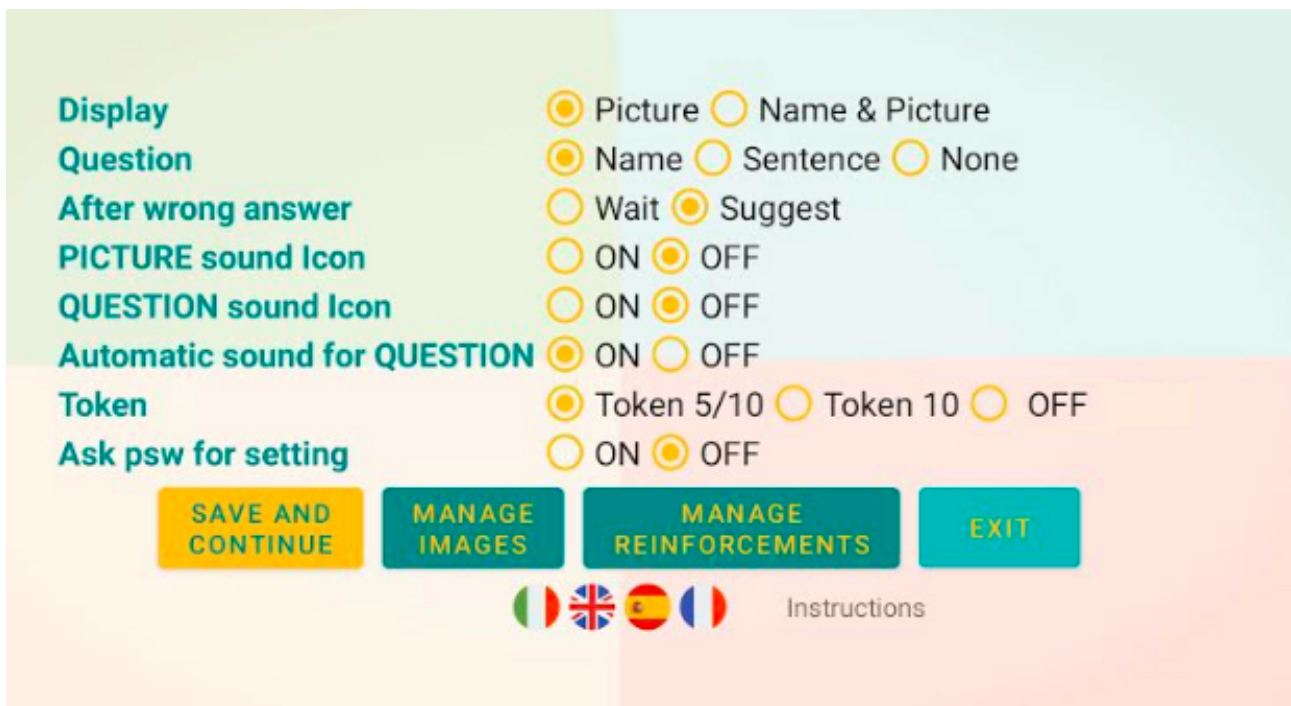 Display Picture Name & Picture
Question Name Sentence None
After wrong answer Wait Suggest
PICTURE sound Icon ON OFF
QUESTION sound Icon ON OFF
Automatic sound for QUESTION ON OFF
Token Token 5/10 Token 10 OFF
Ask psw for setting ON OFF
SAVE AND CONTINUE
MANAGE IMAGES
MANAGE REINFORCEMENTS
EXIT
Instructions